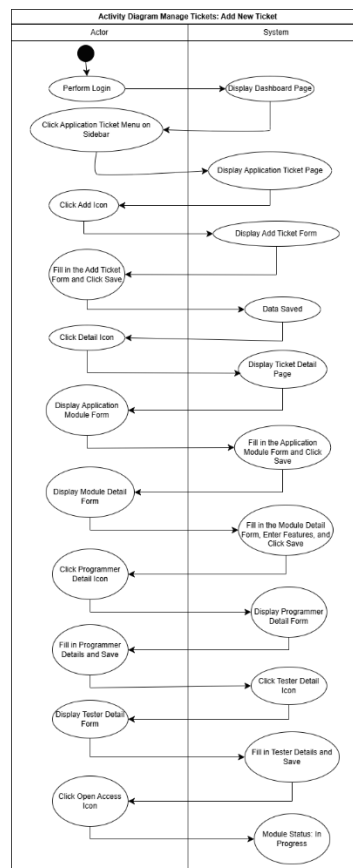 Activity Diagram Manage Tickets: Add New Ticket
Actor
System
Perform Login
Display Dashboard Page
Click Application Ticket Menu on
Sidebar
Display Application Ticket Page
Click Add Icon
Display Add Ticket Form
Fill in the Add Ticket
Form and Click Save
Data Saved
Click Detail Icon
Display Ticket Detail
Page
Display Application
Module Form
Fill in the Application
Module Form and Click
Save
Display Module Detail
Form
Fill in the Module Detail
Form, Enter Features, and
Click Save
Click Programmer
Detail Icon
Display Programmer
Detail Form
Fill in Programmer
Details and Save
Click Tester Detail
Icon
Display Tester Detail
Form
Fill in Tester Details and
Save
Click Open Access
Icon
Module Status: In
Progress